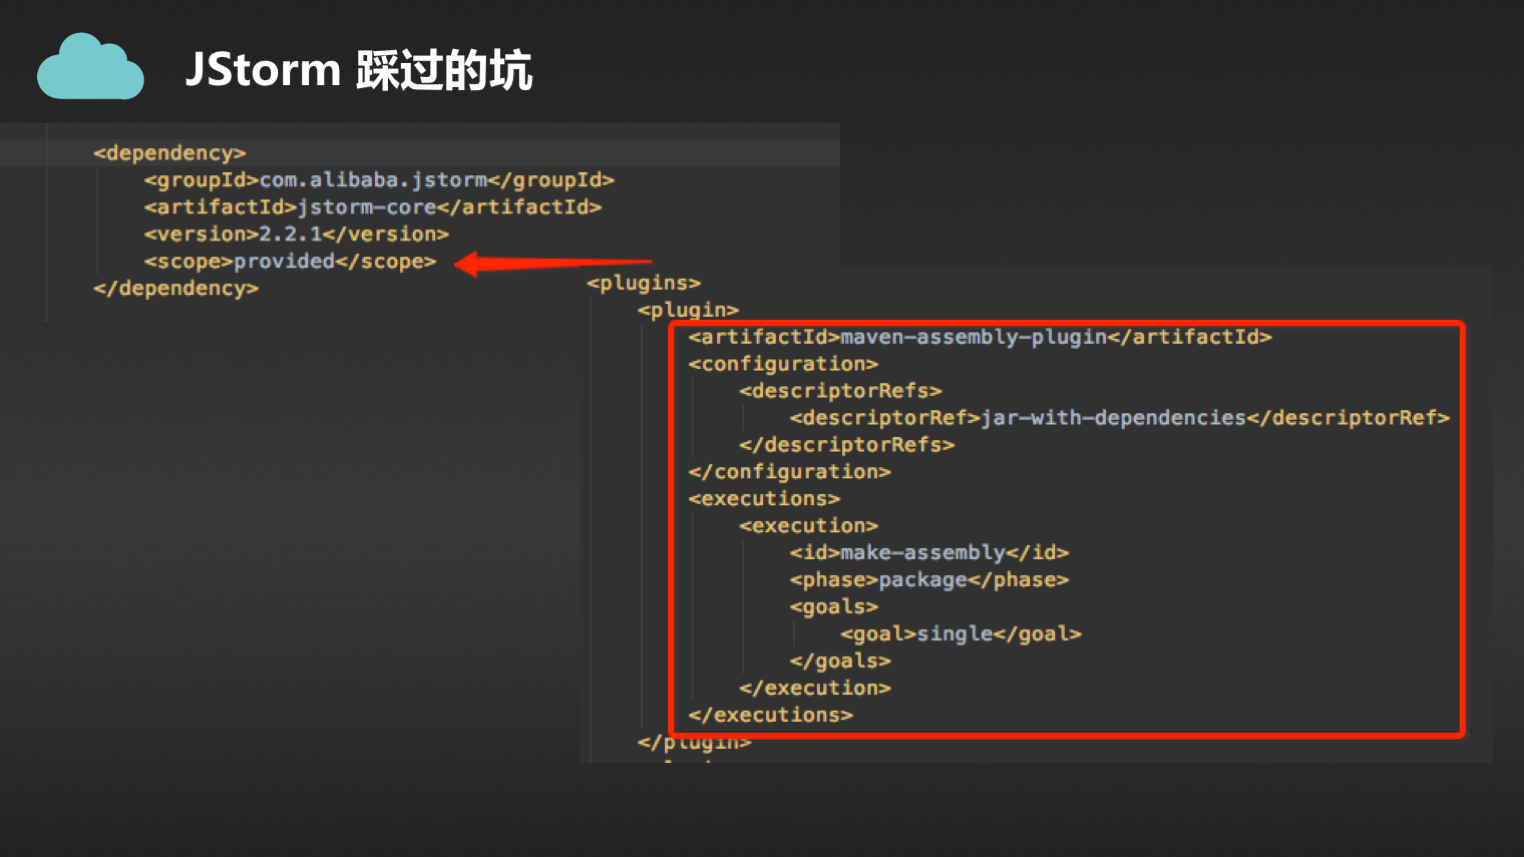 JStorm 踩过的坑
<dependency>
<groupId>com.alibaba.jstorm</groupId>
<artifactId>jstorm-core</artifactId>
<version>2.2.1</version>
<scope>provided</scope>
</dependency>
<plugins>
<plugin>
<artifactId>maven-assembly-plugin</artifactId>
<configuration>
<descriptorRefs>
<descriptorRef>jar-with-dependencies</descriptorRef>
</descriptorRefs>
</configuration>
<executions>
<execution>
<id>make-assembly</id>
<phase>package</phase>
<goals>
<goal>single</goal>
</goals>
</execution>
</executions>
</plugin>